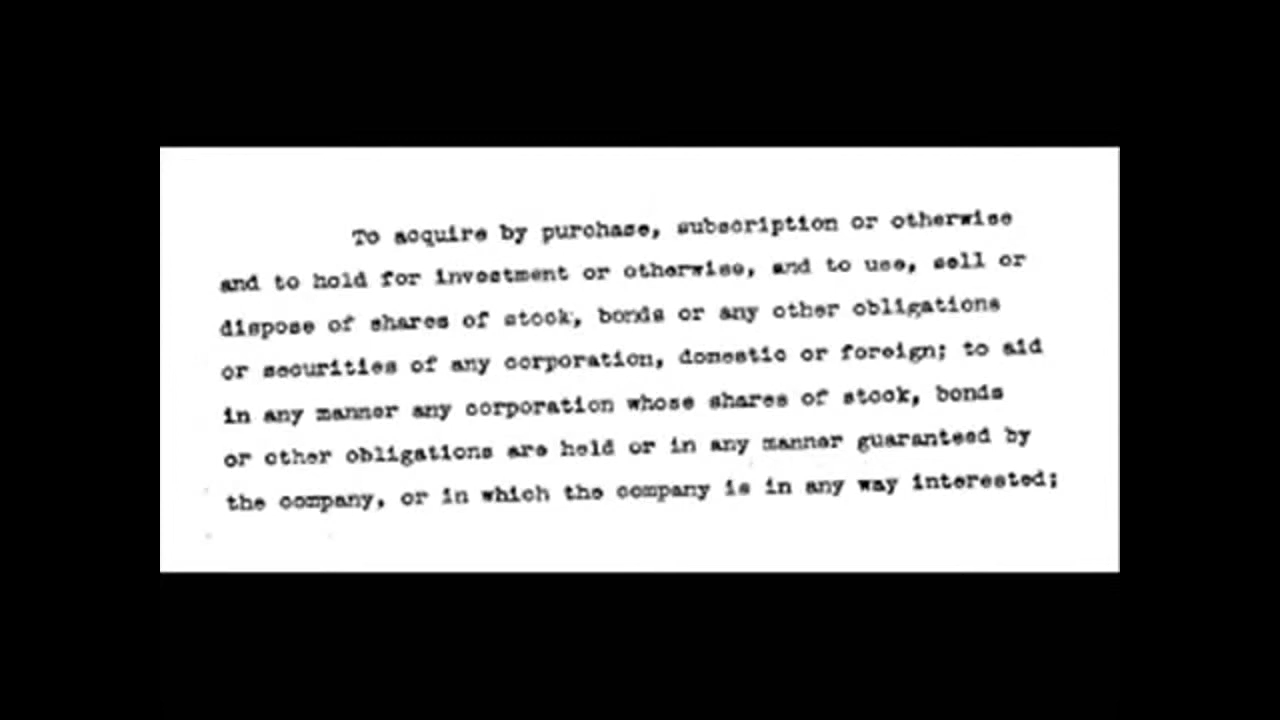 To acquire by purchase, subscription or otherwise
and to hold for investment or otherwise, and to use, sell or
dispose of shares of stock, bonds or any other obligations
or securities of any corporation, domestic or foreign; to aid
in any manner any corporation whose shares of stock, bonds
or other obligations are held or in any manner guaranteed by
the company, or in which the company is in any way interested;